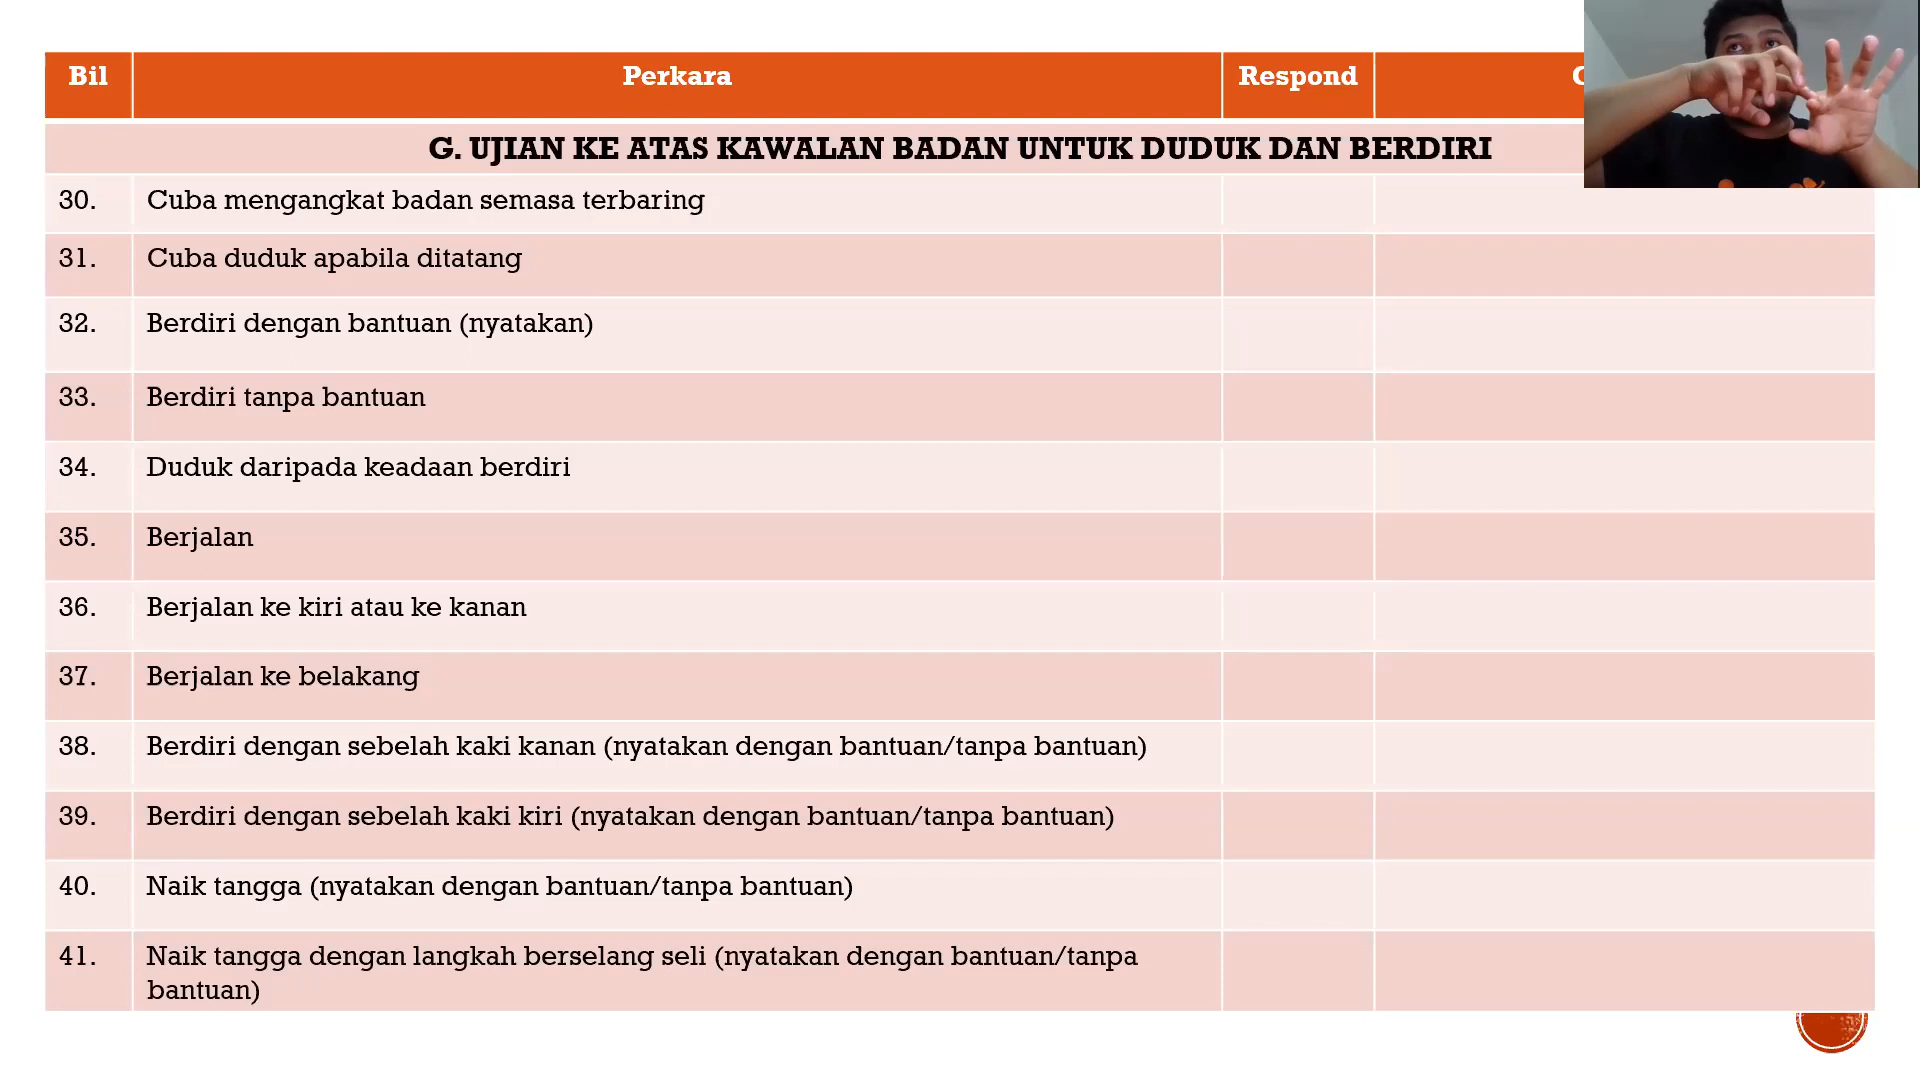 Bil Perkara Respond
G. UJIAN KE ATAS KAWALAN BADAN UNTUK DUDUK DAN BERDIRI
30. Cuba mengangkat badan semasa terbaring
31. Cuba duduk apabila ditatang
32. Berdiri dengan bantuan (nyatakan)
33. Berdiri tanpa bantuan
34. Duduk daripada keadaan berdiri
35. Berjalan
36. Berjalan ke kiri atau ke kanan
37. Berjalan ke belakang
38. Berdiri dengan sebelah kaki kanan (nyatakan dengan bantuan/tanpa bantuan)
39. Berdiri dengan sebelah kaki kiri (nyatakan dengan bantuan/tanpa bantuan)
40. Naik tangga (nyatakan dengan bantuan/tanpa bantuan)
41. Naik tangga dengan langkah berselang seli (nyatakan dengan bantuan/tanpa
bantuan)